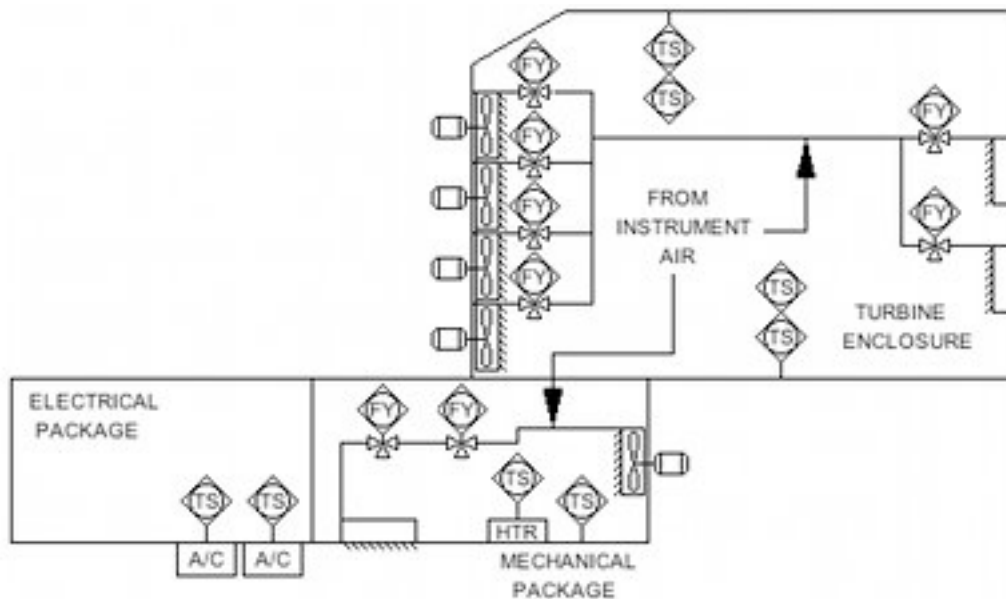 TS
FY
TS
FY
FY
FY
FROM
INSTRUMENT
AIR
FY
FY
TS
TURBINE
ENCLOSURE
TS
ELECTRICAL
PACKAGE
FY
FY
TS
TS
TS
TS
HTR
A/C
A/C
MECHANICAL
PACKAGE